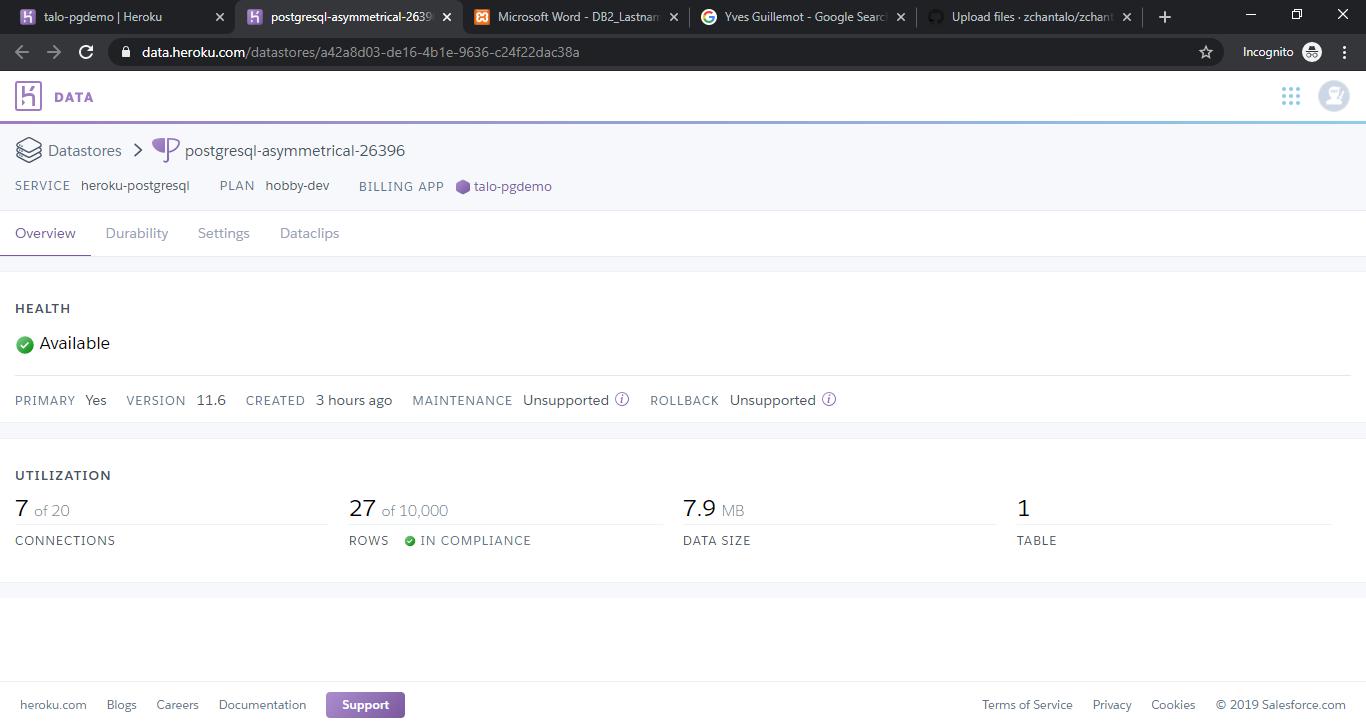 talo-pgdemo | Heroku
postgresql-asymmetrical-2639
Microsoft Word - DB2_Lastnam
Yves Guillemot - Google Search
Upload files · zchantalo/zchant
data.heroku.com/datastores/a42a8d03-de16-4b1e-9636-c24f22dac38a
Incognito
DATA
Datastores > postgresql-asymmetrical-26396
SERVICE heroku-postgresql PLAN hobby-dev BILLING APP talo-pgdemo
Overview Durability Settings Dataclips
HEALTH
Available
PRIMARY Yes VERSION 11.6 CREATED 3 hours ago MAINTENANCE Unsupported ROLLBACK Unsupported
UTILIZATION
7 of 20 27 of 10,000 7.9 MB 1
CONNECTIONS ROWS IN COMPLIANCE DATA SIZE TABLE
heroku.com Blogs Careers Documentation Support Terms of Service Privacy Cookies © 2019 Salesforce.com